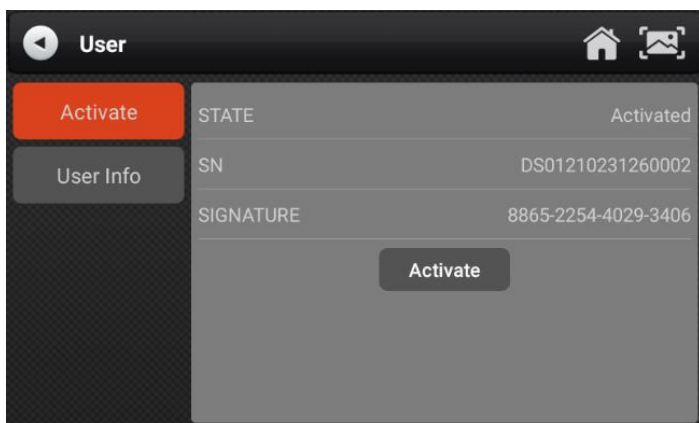 User
Activate
User Info
STATE Activated
SN DS01210231260002
SIGNATURE 8865-2254-4029-3406
Activate